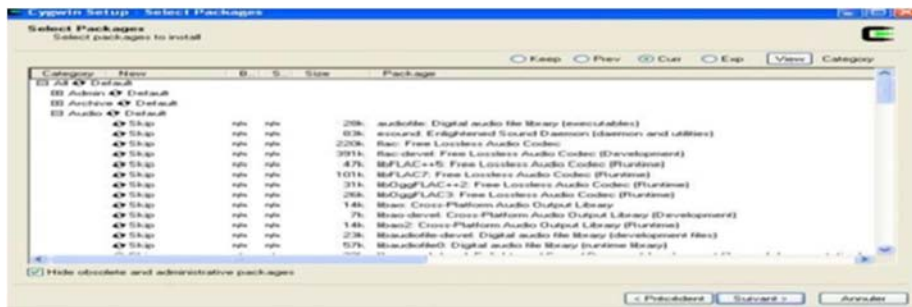 Cygwin Setup - Select Packages
Select Packages
Select packages to install
Keep Prev Curr Exp View Category
Category New B... S... Size Package
All Default
Admin Default
Archive Default
Audio Default
Skip n/a n/a 28k audiofile: Digital audio file library (executables)
Skip n/a n/a 83k esound: Enlightened Sound Daemon (daemon and utilities)
Skip n/a n/a 220k flac: Free Lossless Audio Codec
Skip n/a n/a 391k flac-devel: Free Lossless Audio Codec (Development)
Skip n/a n/a 47k libFLAC++5: Free Lossless Audio Codec (Runtime)
Skip n/a n/a 101k libFLAC7: Free Lossless Audio Codec (Runtime)
Skip n/a n/a 31k libOggFLAC++2: Free Lossless Audio Codec (Runtime)
Skip n/a n/a 26k libOggFLAC3: Free Lossless Audio Codec (Runtime)
Skip n/a n/a 14k libao: Cross-Platform Audio Output Library
Skip n/a n/a 7k libao-devel: Cross-Platform Audio Output Library (Development)
Skip n/a n/a 14k libao2: Cross-Platform Audio Output Library (Runtime)
Skip n/a n/a 23k libaudiofile-devel: Digital audio file library (development files)
Skip n/a n/a 57k libaudiofile0: Digital audio file library (runtime library)
Hide obsolete and administrative packages
< Précédent Suivant > Annuler